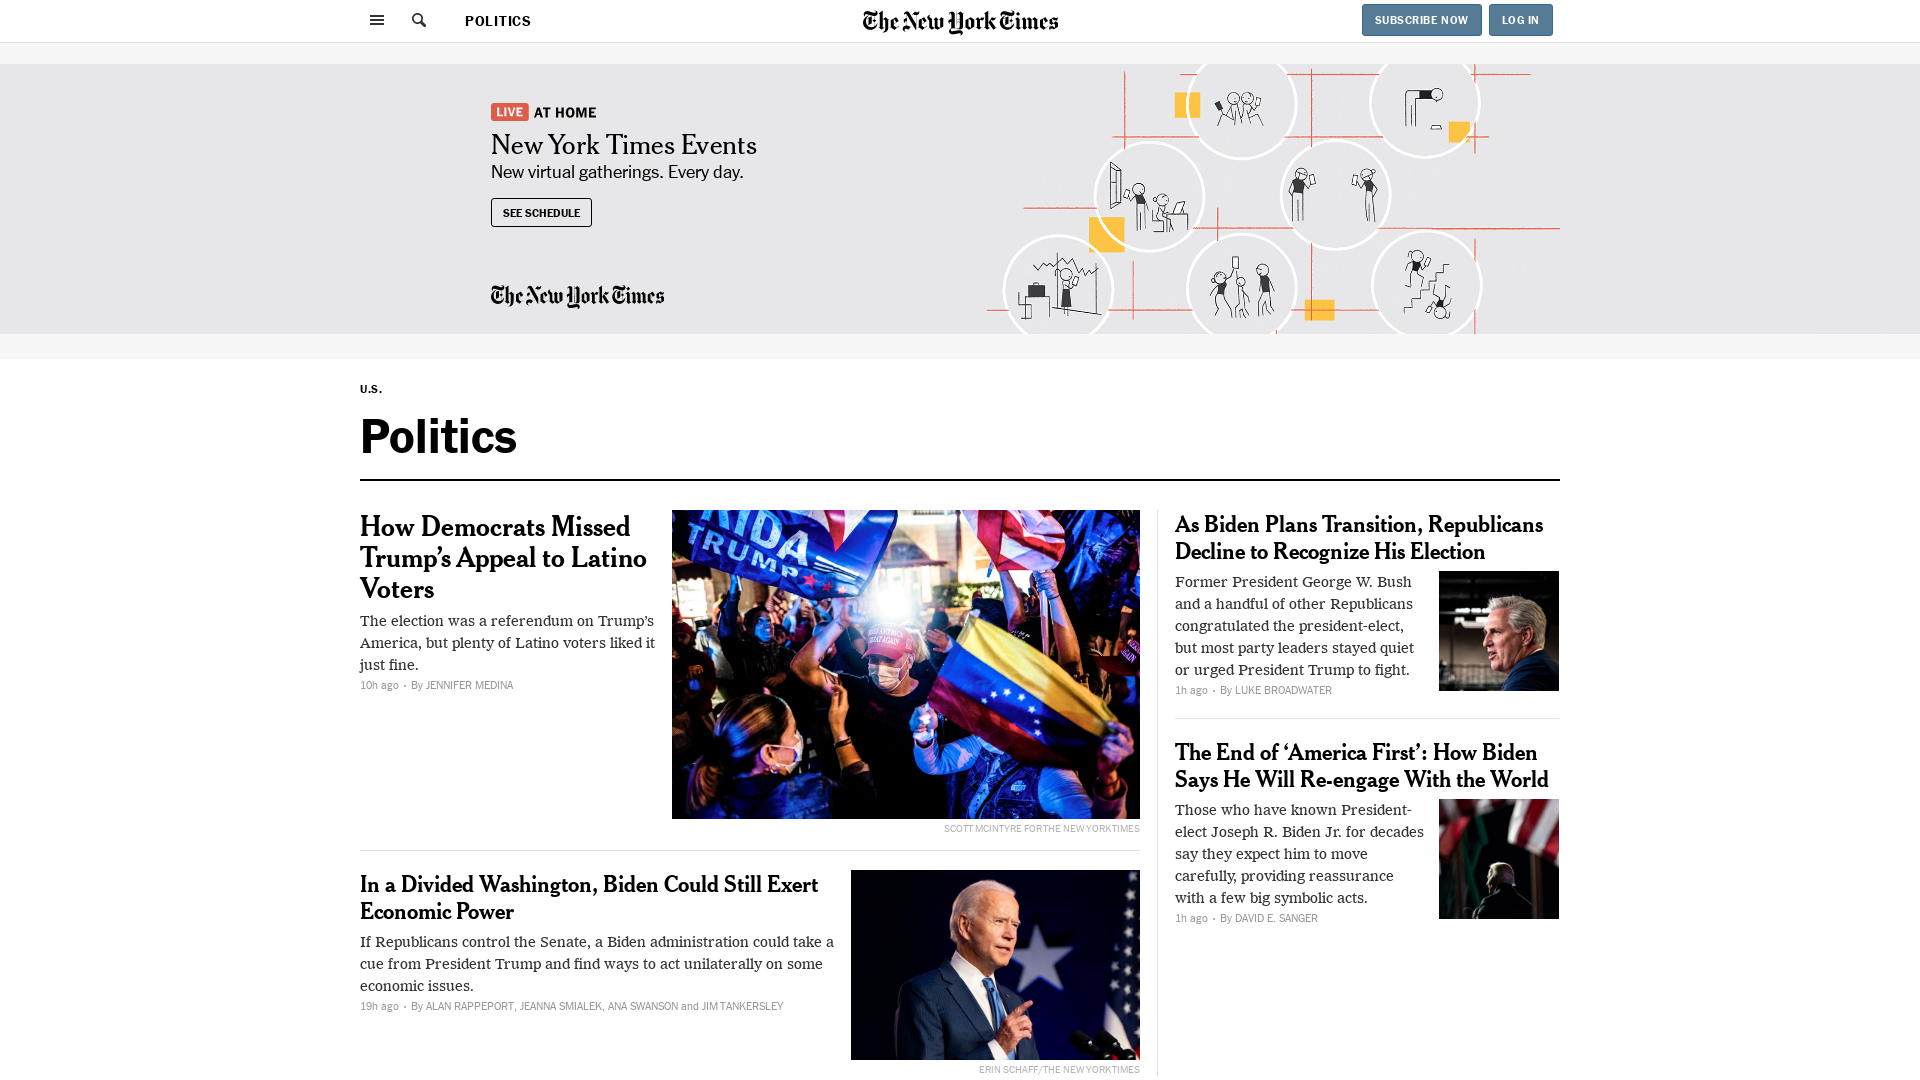 POLITICS
The New York Times
SUBSCRIBE NOW
LOG IN
LIVE AT HOME
New York Times Events
New virtual gatherings. Every day.
SEE SCHEDULE
The New York Times
U.S.
Politics
How Democrats Missed
Trump’s Appeal to Latino
Voters
The election was a referendum on Trump’s
America, but plenty of Latino voters liked it
just fine.
10h ago · By JENNIFER MEDINA
TRUMP
MAKE AMERICA
GREAT AGAIN
SCOTT MCINTYRE FOR THE NEW YORK TIMES
In a Divided Washington, Biden Could Still Exert
Economic Power
If Republicans control the Senate, a Biden administration could take a
cue from President Trump and find ways to act unilaterally on some
economic issues.
19h ago · By ALAN RAPPEPORT, JEANNA SMIALEK, ANA SWANSON and JIM TANKERSLEY
ERIN SCHAFF/THE NEW YORK TIMES
As Biden Plans Transition, Republicans
Decline to Recognize His Election
Former President George W. Bush
and a handful of other Republicans
congratulated the president-elect,
but most party leaders stayed quiet
or urged President Trump to fight.
1h ago · By LUKE BROADWATER
The End of ‘America First’: How Biden
Says He Will Re-engage With the World
Those who have known President-
elect Joseph R. Biden Jr. for decades
say they expect him to move
carefully, providing reassurance
with a few big symbolic acts.
1h ago · By DAVID E. SANGER